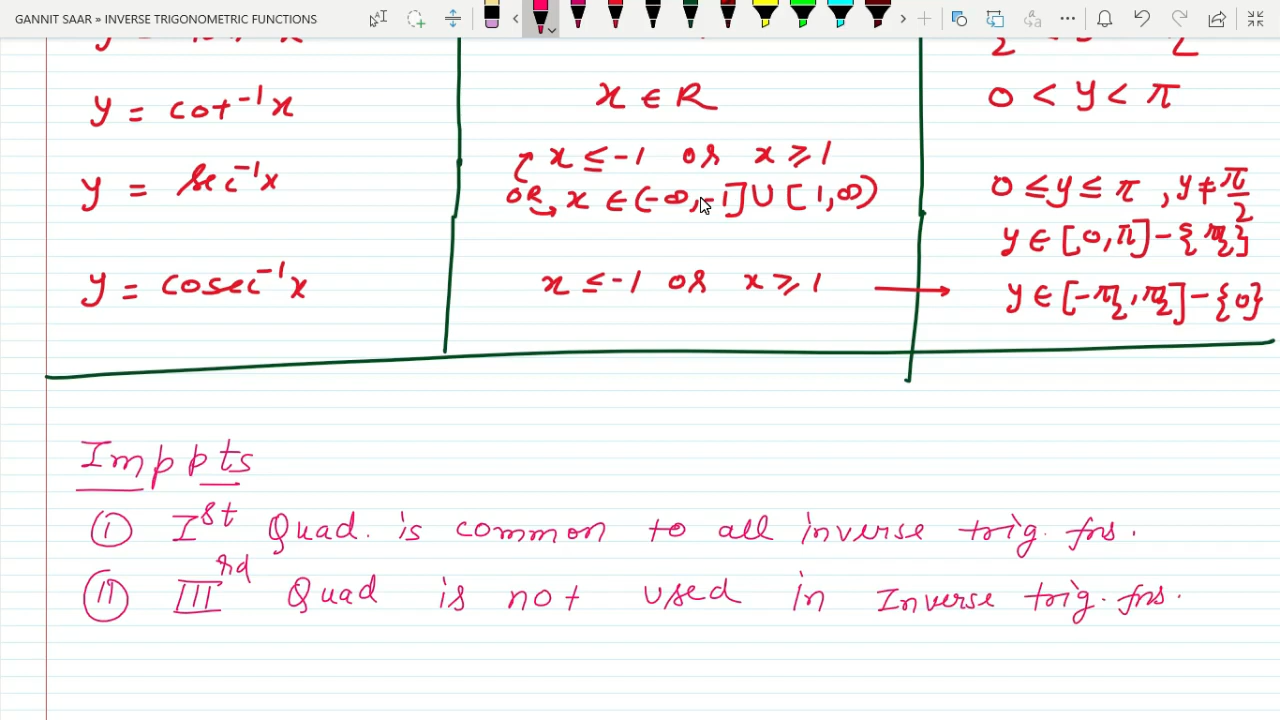 GANNIT SAAR » INVERSE TRIGONOMETRIC FUNCTIONS
y = cot⁻¹x x ∈ R 0 < y < π
y = sec⁻¹x x ≤ -1 or x ≥ 1 0 ≤ y ≤ π , y ≠ π/2
OR x ∈ (-∞, -1] ∪ [1, ∞) y ∈ [0, π] - {π/2}
y = cosec⁻¹x x ≤ -1 or x ≥ 1 → y ∈ [-π/2, π/2] - {0}
Imp pts
(i) Ist Quad. is common to all inverse trig. fns.
(ii) IIIrd Quad is not used in Inverse trig. fns.